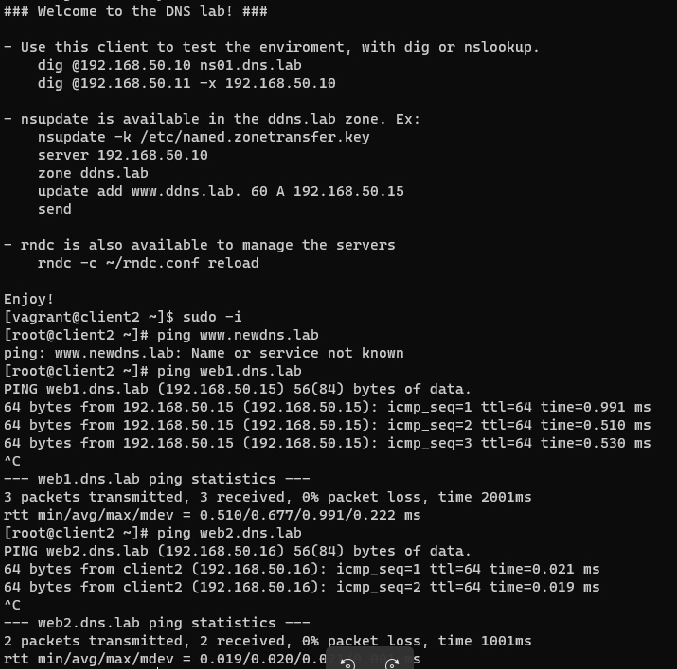 ### Welcome to the DNS lab! ###
- Use this client to test the enviroment, with dig or nslookup.
dig @192.168.50.10 ns01.dns.lab
dig @192.168.50.11 -x 192.168.50.10
- nsupdate is available in the ddns.lab zone. Ex:
nsupdate -k /etc/named.zonetransfer.key
server 192.168.50.10
zone ddns.lab
update add www.ddns.lab. 60 A 192.168.50.15
send
- rndc is also available to manage the servers
rndc -c ~/rndc.conf reload
Enjoy!
[vagrant@client2 ~]$ sudo -i
[root@client2 ~]# ping www.newdns.lab
ping: www.newdns.lab: Name or service not known
[root@client2 ~]# ping web1.dns.lab
PING web1.dns.lab (192.168.50.15) 56(84) bytes of data.
64 bytes from 192.168.50.15 (192.168.50.15): icmp_seq=1 ttl=64 time=0.991 ms
64 bytes from 192.168.50.15 (192.168.50.15): icmp_seq=2 ttl=64 time=0.510 ms
64 bytes from 192.168.50.15 (192.168.50.15): icmp_seq=3 ttl=64 time=0.530 ms
^C
--- web1.dns.lab ping statistics ---
3 packets transmitted, 3 received, 0% packet loss, time 2001ms
rtt min/avg/max/mdev = 0.510/0.677/0.991/0.222 ms
[root@client2 ~]# ping web2.dns.lab
PING web2.dns.lab (192.168.50.16) 56(84) bytes of data.
64 bytes from client2 (192.168.50.16): icmp_seq=1 ttl=64 time=0.021 ms
64 bytes from client2 (192.168.50.16): icmp_seq=2 ttl=64 time=0.019 ms
^C
--- web2.dns.lab ping statistics ---
2 packets transmitted, 2 received, 0% packet loss, time 1001ms
rtt min/avg/max/mdev =